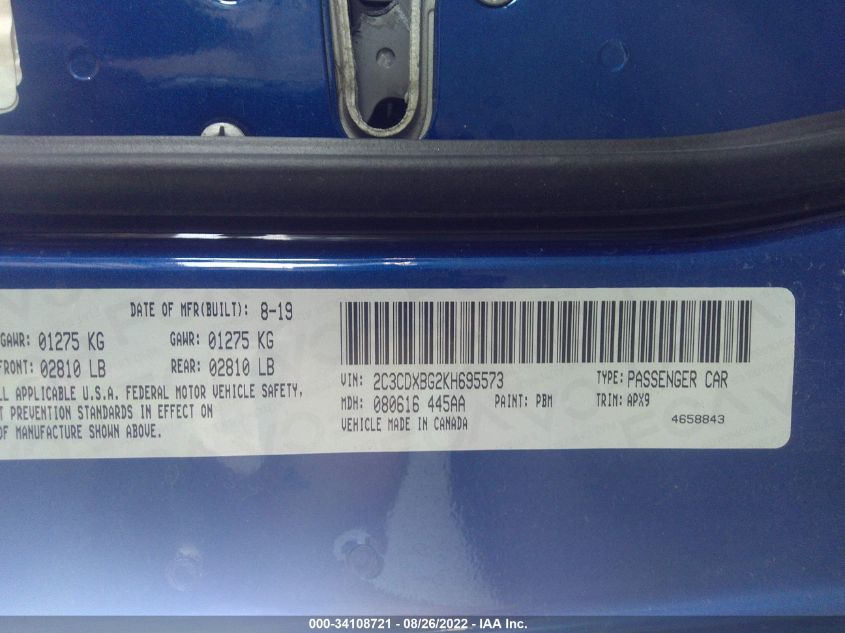 DATE OF MFR(BUILT): 8-19
GAWR: 01275 KG GAWR: 01275 KG
FRONT: 02810 LB REAR: 02810 LB
APPLICABLE U.S.A. FEDERAL MOTOR VEHICLE SAFETY,
PREVENTION STANDARDS IN EFFECT ON
OF MANUFACTURE SHOWN ABOVE.
VIN: 2C3CDXBG2KH695573 TYPE: PASSENGER CAR
MDH: 080616 445AA PAINT: PBM TRIM: APX9
VEHICLE MADE IN CANADA 4658843
000-34108721 - 08/26/2022 - IAA Inc.